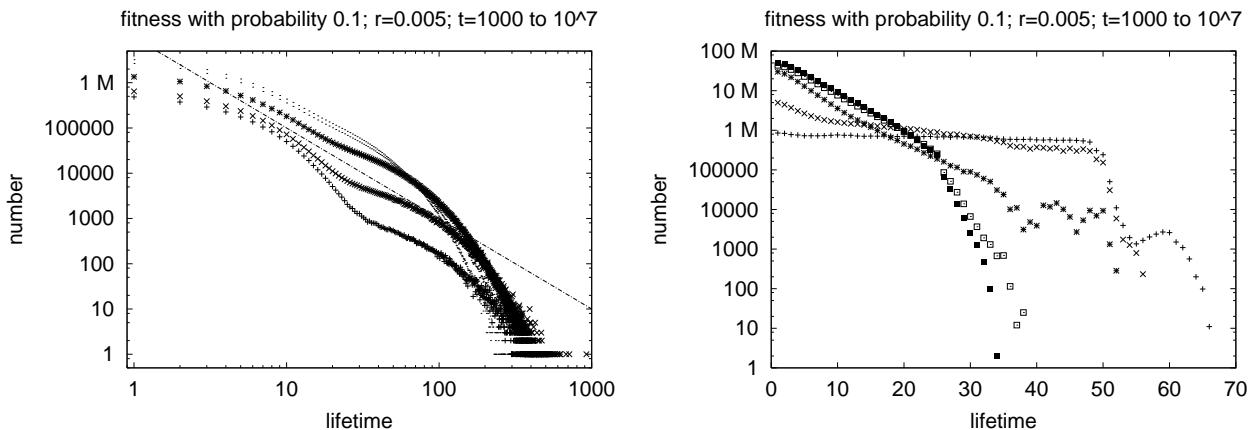 fitness with probability 0.1; r=0.005; t=1000 to 10^7
number
1 M
100000
10000
1000
100
10
1
1 10 100 1000
lifetime
fitness with probability 0.1; r=0.005; t=1000 to 10^7
number
100 M
10 M
1 M
100000
10000
1000
100
10
1
0 10 20 30 40 50 60 70
lifetime